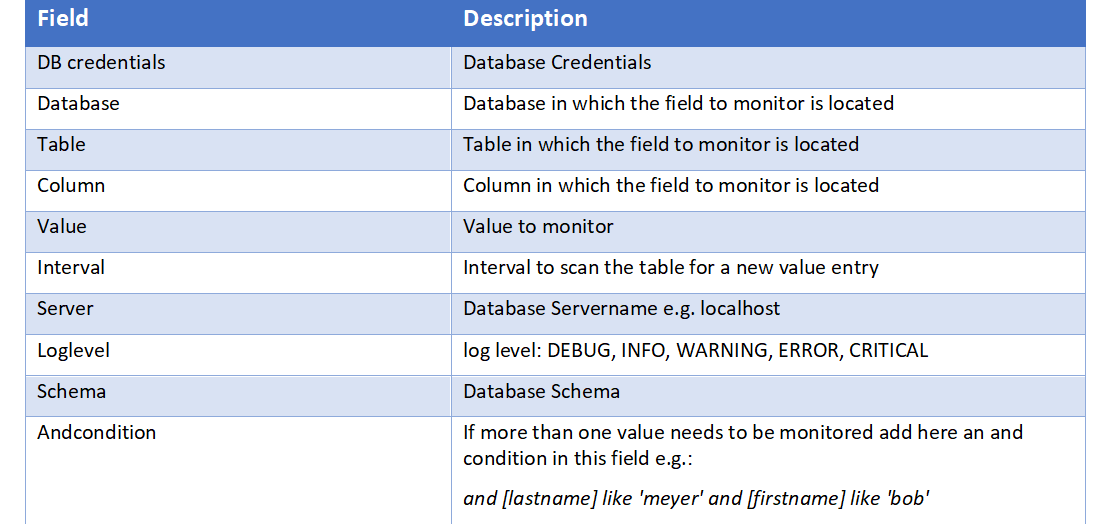 Field Description
DB credentials Database Credentials
Database Database in which the field to monitor is located
Table Table in which the field to monitor is located
Column Column in which the field to monitor is located
Value Value to monitor
Interval Interval to scan the table for a new value entry
Server Database Servername e.g. localhost
Loglevel log level: DEBUG, INFO, WARNING, ERROR, CRITICAL
Schema Database Schema
Andcondition If more than one value needs to be monitored add here an and
condition in this field e.g.:
and [lastname] like 'meyer' and [firstname] like 'bob'